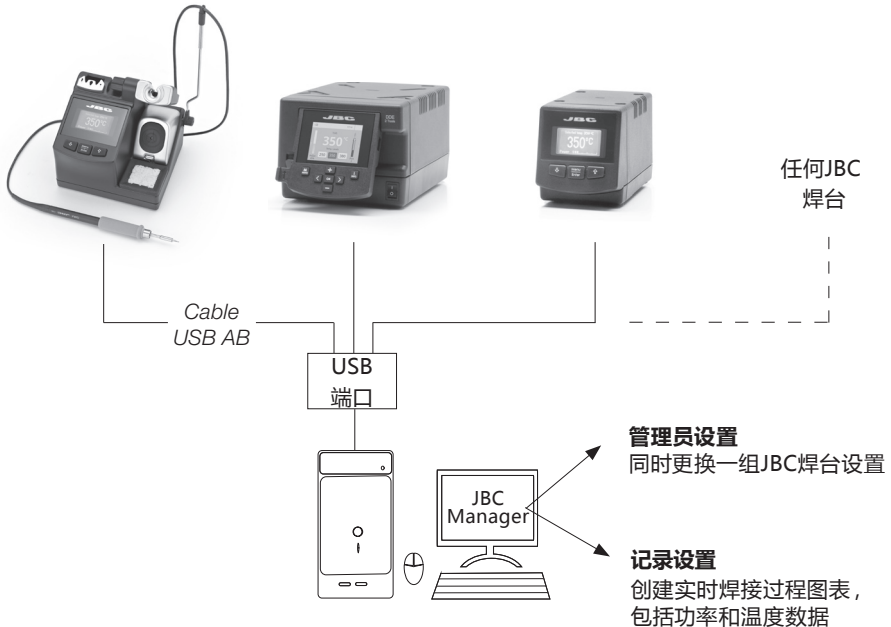 JBC
350
JBC
350
JBC
350°C
任何JBC
焊台
Cable
USB AB
USB
端口
JBC
Manager
管理员设置
同时更换一组JBC焊台设置
记录设置
创建实时焊接过程图表，
包括功率和温度数据